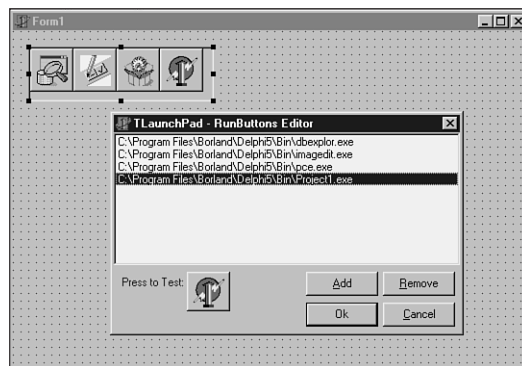 Form1
TLaunchPad - RunButtons Editor
C:\Program Files\Borland\Delphi5\Bin\dbexplor.exe
C:\Program Files\Borland\Delphi5\Bin\imagedit.exe
C:\Program Files\Borland\Delphi5\Bin\pce.exe
C:\Program Files\Borland\Delphi5\Bin\Project1.exe
Press to Test:
Add
Remove
Ok
Cancel